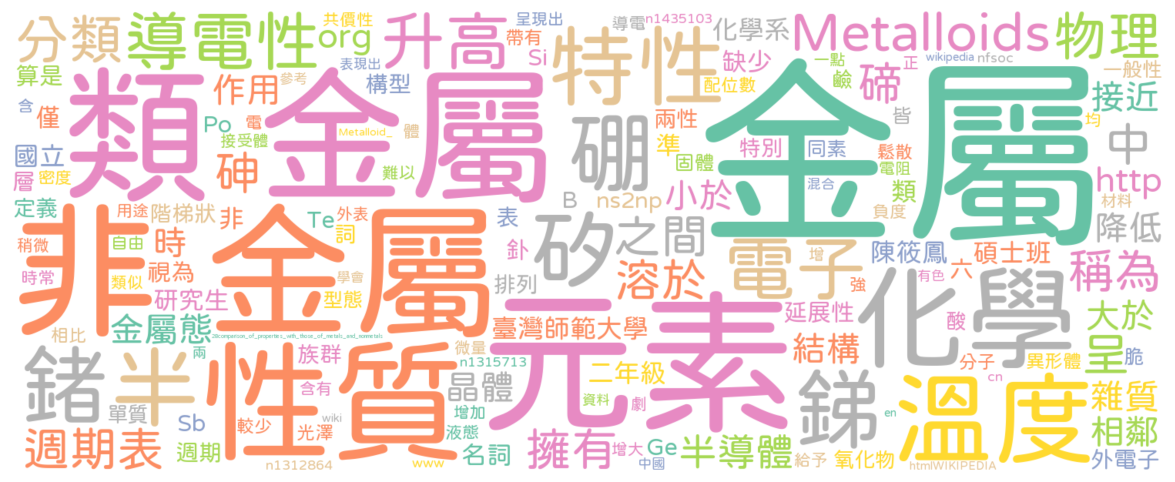 分類
導電性
共價性
org
升高
呈現出
帶有
Si
導電
n1435103
化學系
Metalloids
物理
表現出
特性
缺少
一點
正
wikipedia
nfsoc
一般性
算是
類金屬
作用
參考
構型
配位數
鹼
碲
接近
含
僅
Po
電
Metalloid_
體
硼
兩性
準
金屬
皆
均
中
國立
接受體
層
密度
砷
難以
固體
特別
同素
鬆散
電阻
混合
類
http
定義
用途
階梯狀
非
Te
外表
詞
B
ns2np
小於
負度
材料
降低
非金屬
表
釙
矽
之間
電子
增
陳筱鳳
碩士班
稍微
自由
時
視為
時常
類似
學會
型態
研究生
排列
溶於
強
有色
六
稱為
金屬態
臺灣師範大學
元素
延展性
化學
酸
大於
20comparison_of_properties_with_those_of_metals_and_nonmetals
相比
兩
性質
族群
微量
n1315713
結構
分子
異形體
呈
脆
cn
鍺
半
含有
晶體
二年級
銻
溫度
雜質
單質
Sb
較少
光澤
wiki
增加
資料
劇
en
相鄰
週期表
週期
液態
擁有
增大
Ge
半導體
外電子
n1312864
www
名詞
中國
給予
氧化物
htmlWIKIPEDIA